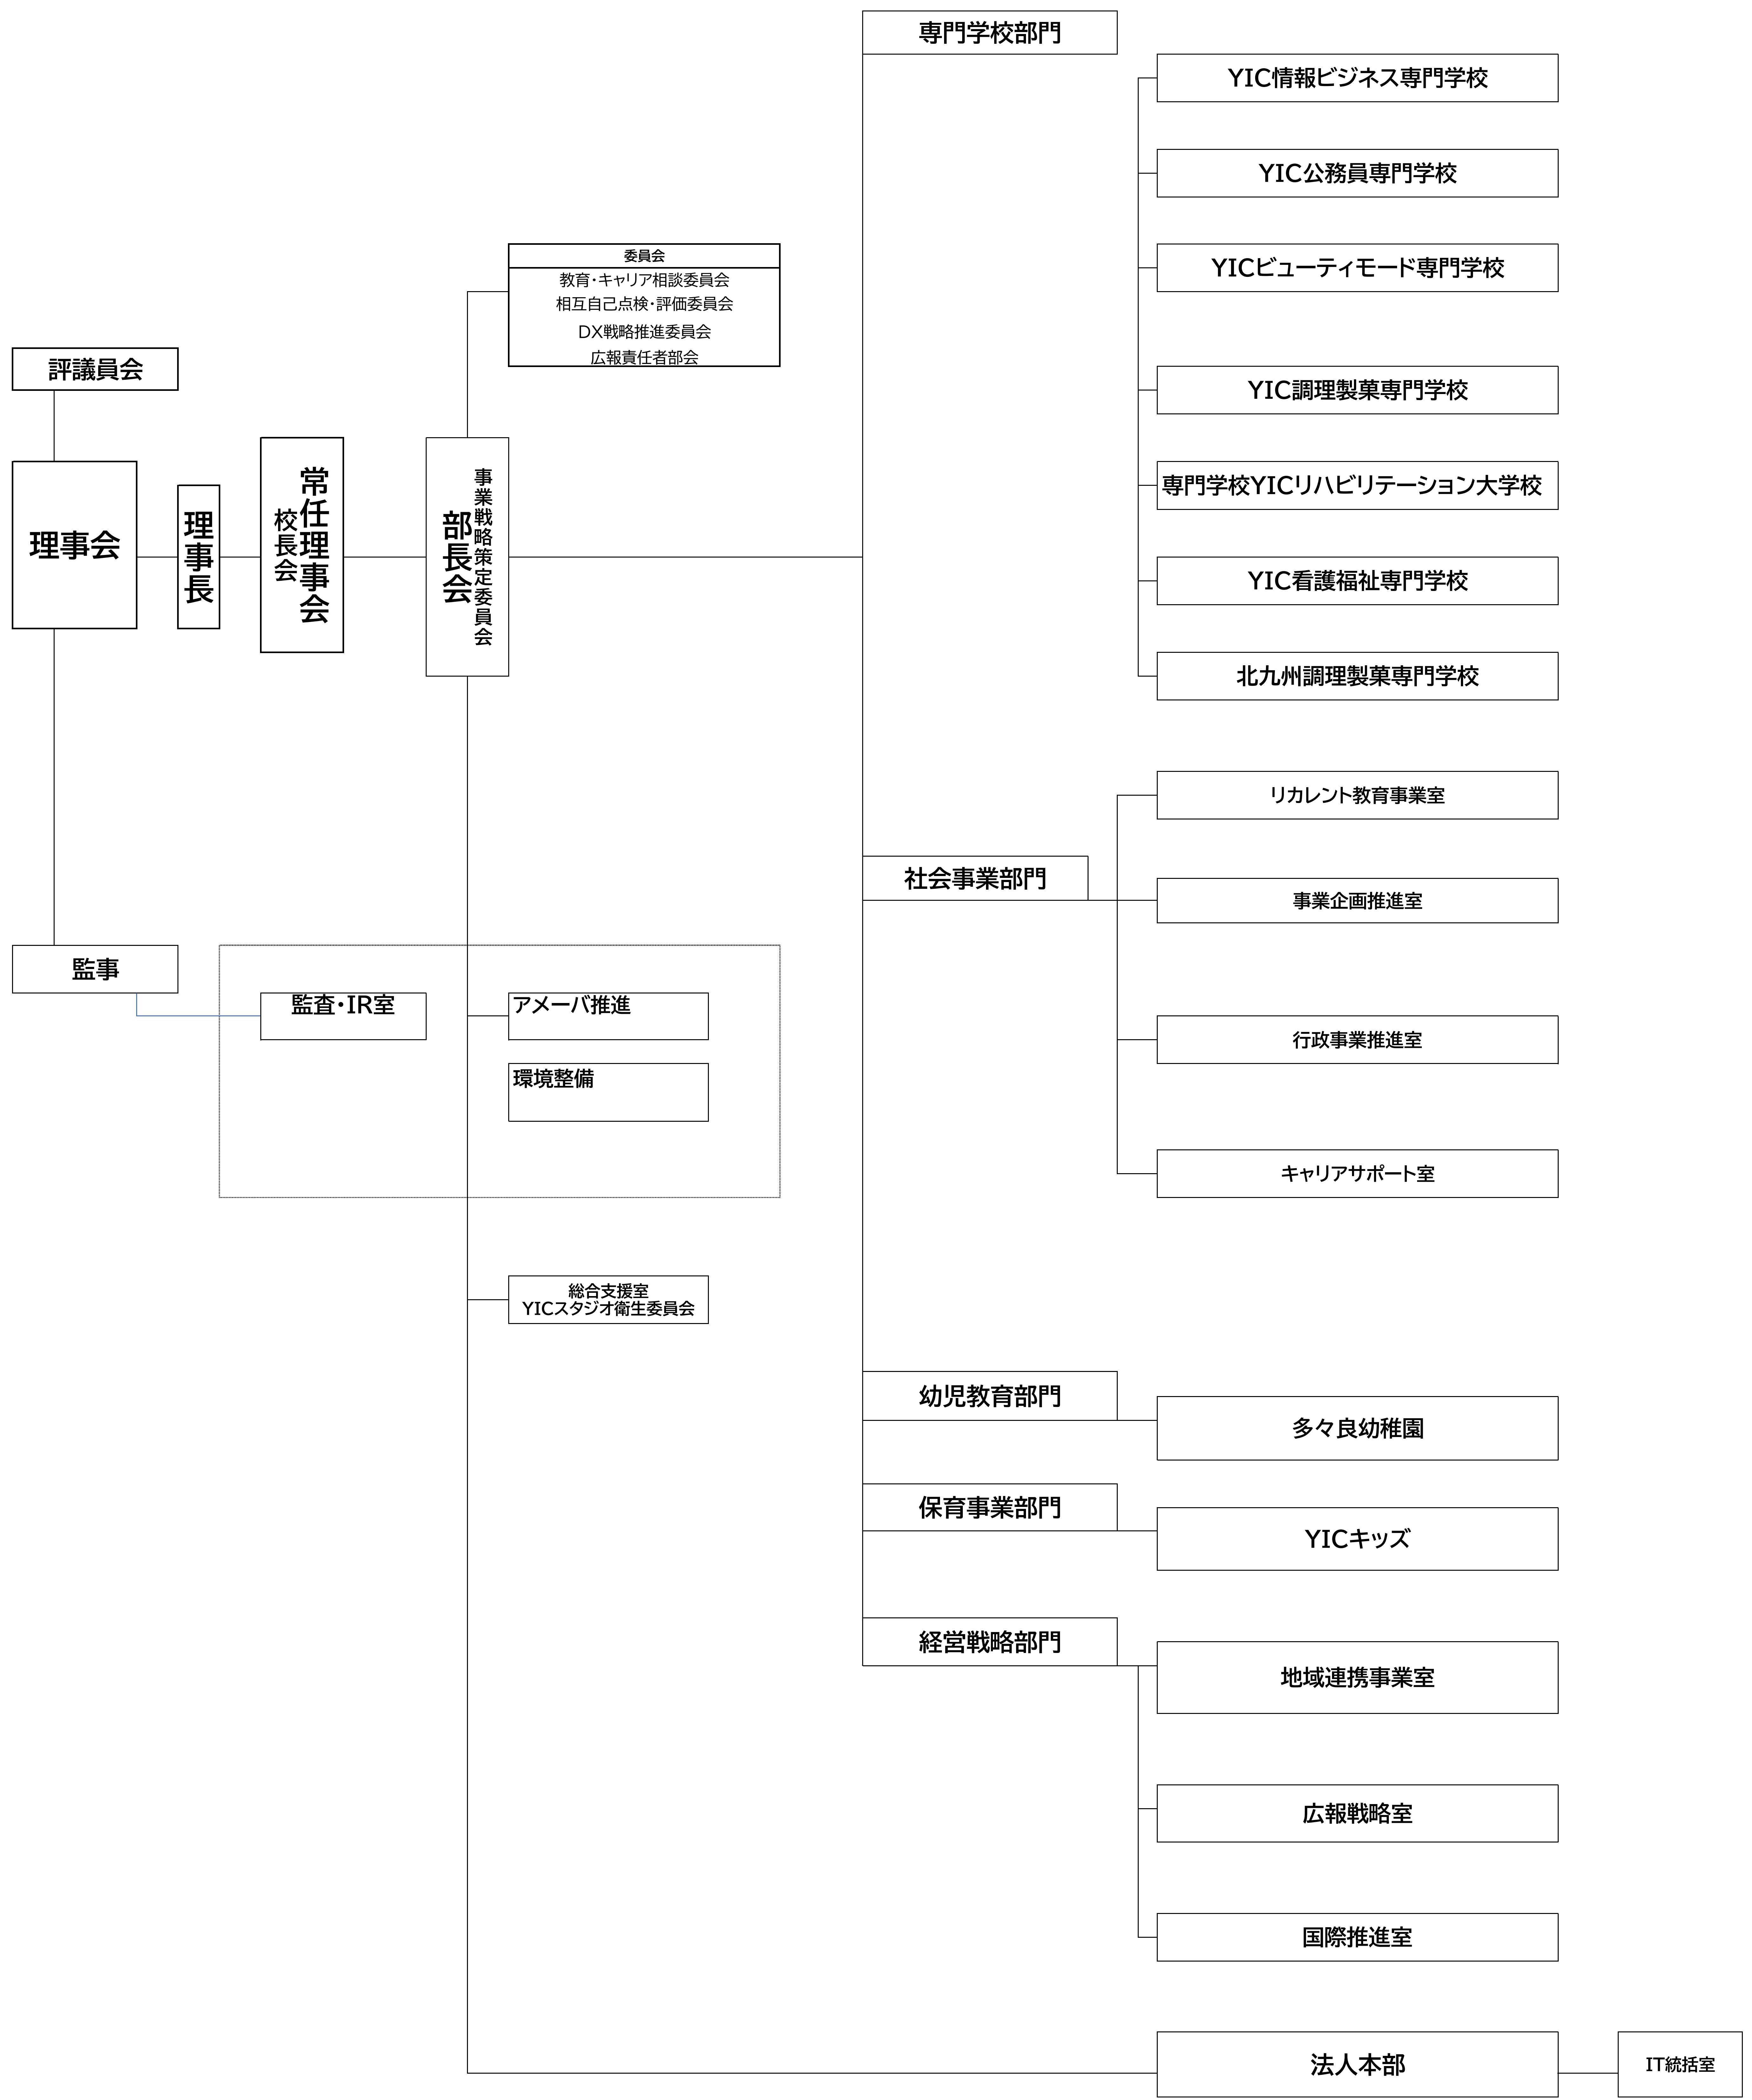 専門学校部門
YIC情報ビジネス専門学校
YIC公務員専門学校
YICビューティモード専門学校
委員会
教育・キャリア相談委員会
相互自己点検・評価委員会
DX戦略推進委員会
広報責任者部会
評議員会
YIC調理製菓専門学校
理事会
理事長
常任理事会
校長会
事業戦略策定委員会
部長会
専門学校YICリハビリテーション大学校
YIC看護福祉専門学校
北九州調理製菓専門学校
リカレント教育事業室
社会事業部門
事業企画推進室
監事
監査・IR室
アメーバ推進
環境整備
行政事業推進室
キャリアサポート室
総合支援室
YICスタジオ衛生委員会
幼児教育部門
多々良幼稚園
保育事業部門
YICキッズ
経営戦略部門
地域連携事業室
広報戦略室
国際推進室
法人本部
IT統括室